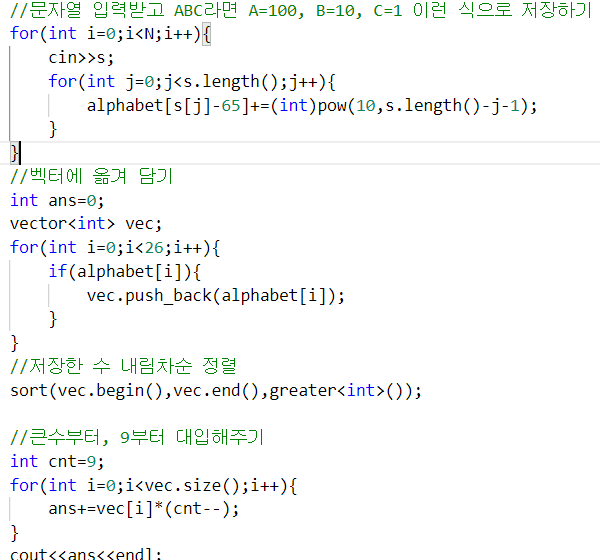 //문자열 입력받고 ABC라면 A=100, B=10, C=1 이런 식으로 저장하기
for(int i=0;i<N;i++){
cin>>s;
for(int j=0;j<s.length();j++){
alphabet[s[j]-65]+=(int)pow(10,s.length()-j-1);
}
}
//벡터에 옮겨 담기
int ans=0;
vector<int> vec;
for(int i=0;i<26;i++){
if(alphabet[i]){
vec.push_back(alphabet[i]);
}
}
//저장한 수 내림차순 정렬
sort(vec.begin(),vec.end(),greater<int>());
//큰수부터, 9부터 대입해주기
int cnt=9;
for(int i=0;i<vec.size();i++){
ans+=vec[i]*(cnt--);
}
cout<<ans<<endl;